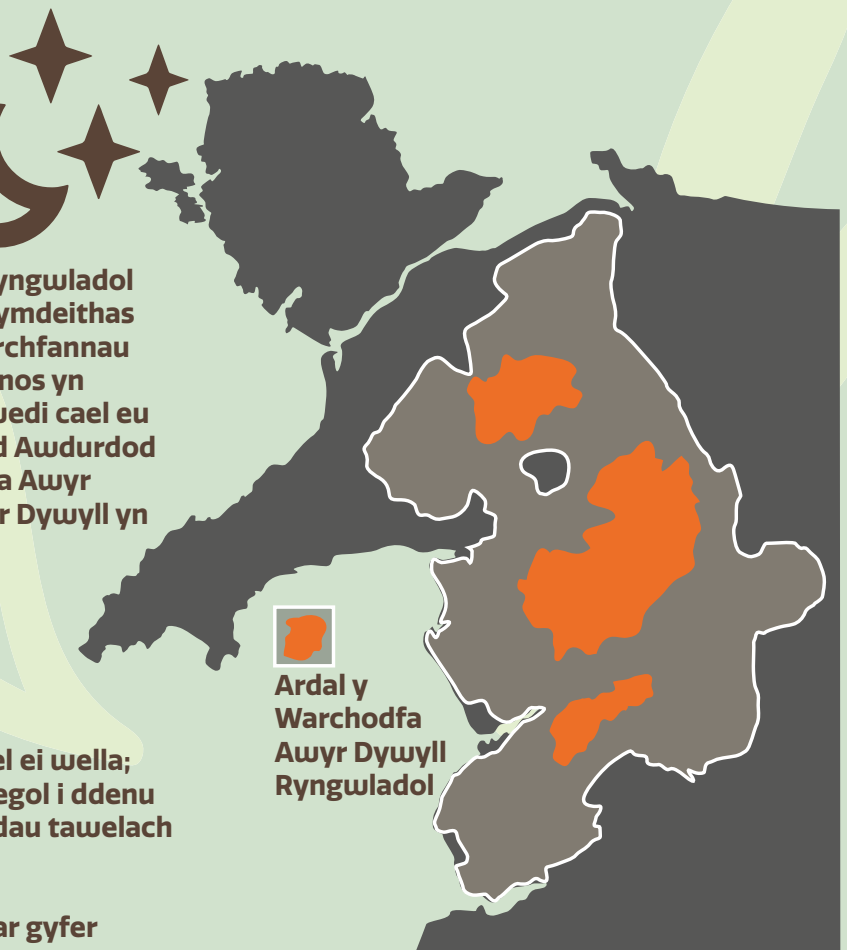 yngwladol
ymdeithas
rchfannau
nos yn
wedi cael eu
d Awdurdod
a Awyr
r Dywyll yn
Ardal y
Warchodfa
Awyr Dywyll
Ryngwladol
el ei wella;
egol i ddenu
dau tawelach
ar gyfer